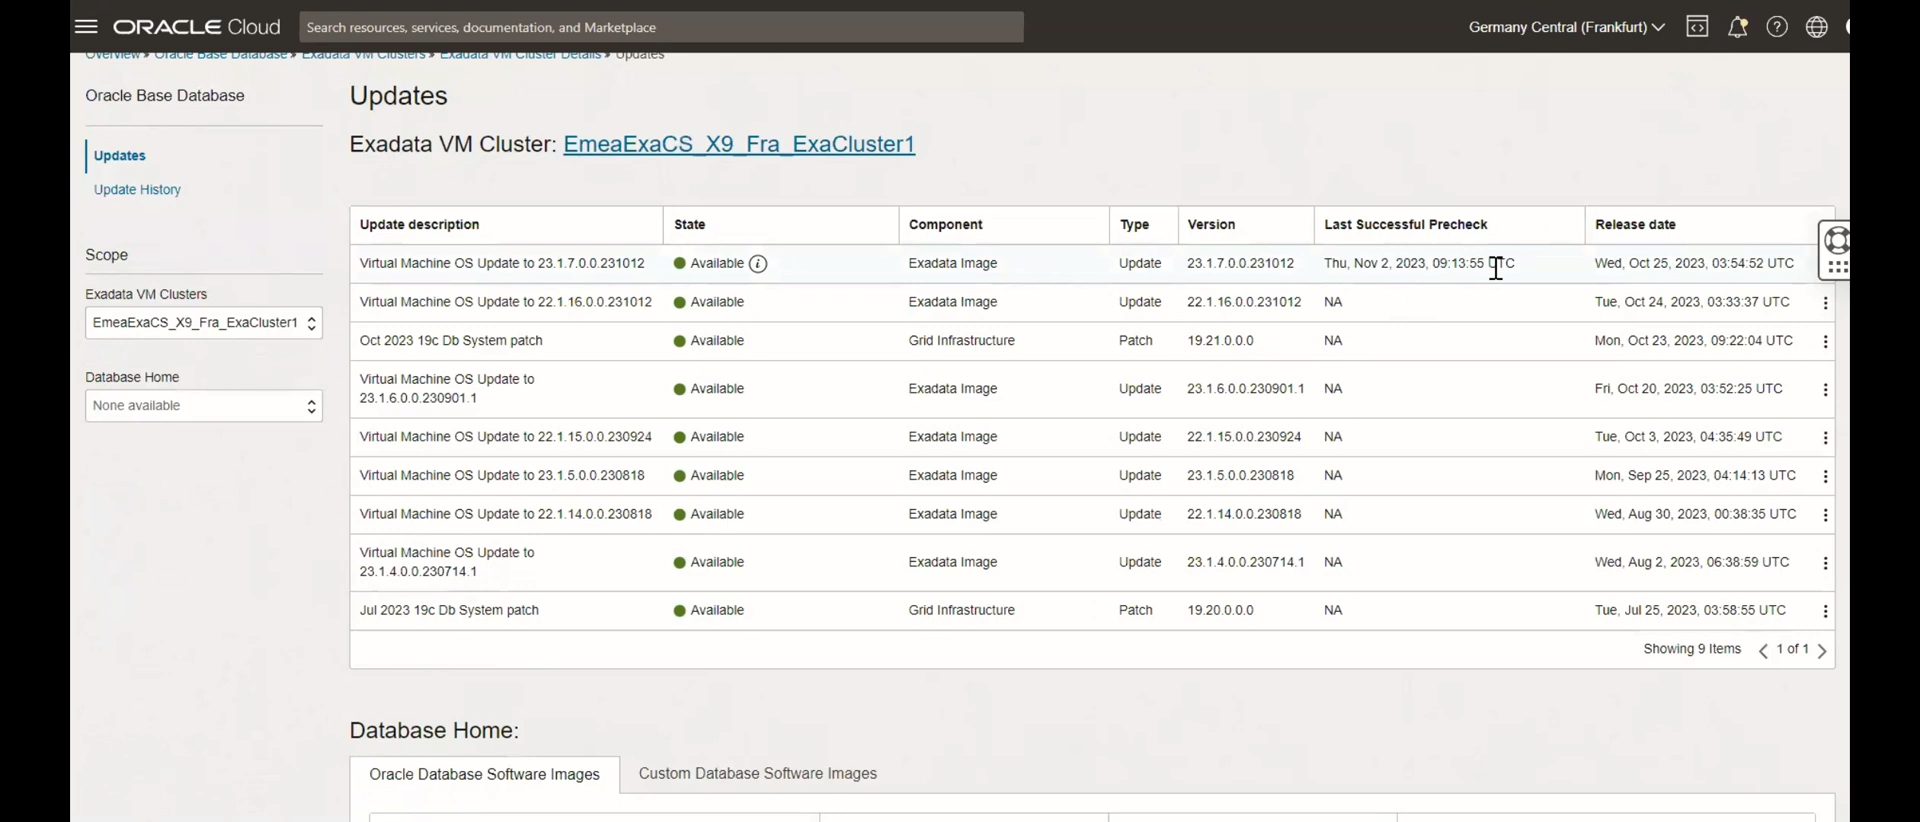 ORACLE Cloud
Search resources, services, documentation, and Marketplace
Germany Central (Frankfurt)
Overview » Oracle Base Database » Exadata VM Clusters » Exadata VM Cluster Details » Updates
Oracle Base Database
Updates
Update History
Scope
Exadata VM Clusters
EmeaExaCS_X9_Fra_ExaCluster1
Database Home
None available
Updates
Exadata VM Cluster: EmeaExaCS_X9_Fra_ExaCluster1
Update description State Component Type Version Last Successful Precheck Release date
Virtual Machine OS Update to 23.1.7.0.0.231012 Available Exadata Image Update 23.1.7.0.0.231012 Thu, Nov 2, 2023, 09:13:55 UTC Wed, Oct 25, 2023, 03:54:52 UTC
Virtual Machine OS Update to 22.1.16.0.0.231012 Available Exadata Image Update 22.1.16.0.0.231012 NA Tue, Oct 24, 2023, 03:33:37 UTC
Oct 2023 19c Db System patch Available Grid Infrastructure Patch 19.21.0.0.0 NA Mon, Oct 23, 2023, 09:22:04 UTC
Virtual Machine OS Update to
23.1.6.0.0.230901.1 Available Exadata Image Update 23.1.6.0.0.230901.1 NA Fri, Oct 20, 2023, 03:52:25 UTC
Virtual Machine OS Update to 22.1.15.0.0.230924 Available Exadata Image Update 22.1.15.0.0.230924 NA Tue, Oct 3, 2023, 04:35:49 UTC
Virtual Machine OS Update to 23.1.5.0.0.230818 Available Exadata Image Update 23.1.5.0.0.230818 NA Mon, Sep 25, 2023, 04:14:13 UTC
Virtual Machine OS Update to 22.1.14.0.0.230818 Available Exadata Image Update 22.1.14.0.0.230818 NA Wed, Aug 30, 2023, 00:38:35 UTC
Virtual Machine OS Update to
23.1.4.0.0.230714.1 Available Exadata Image Update 23.1.4.0.0.230714.1 NA Wed, Aug 2, 2023, 06:38:59 UTC
Jul 2023 19c Db System patch Available Grid Infrastructure Patch 19.20.0.0.0 NA Tue, Jul 25, 2023, 03:58:55 UTC
Showing 9 Items 1 of 1
Database Home:
Oracle Database Software Images Custom Database Software Images